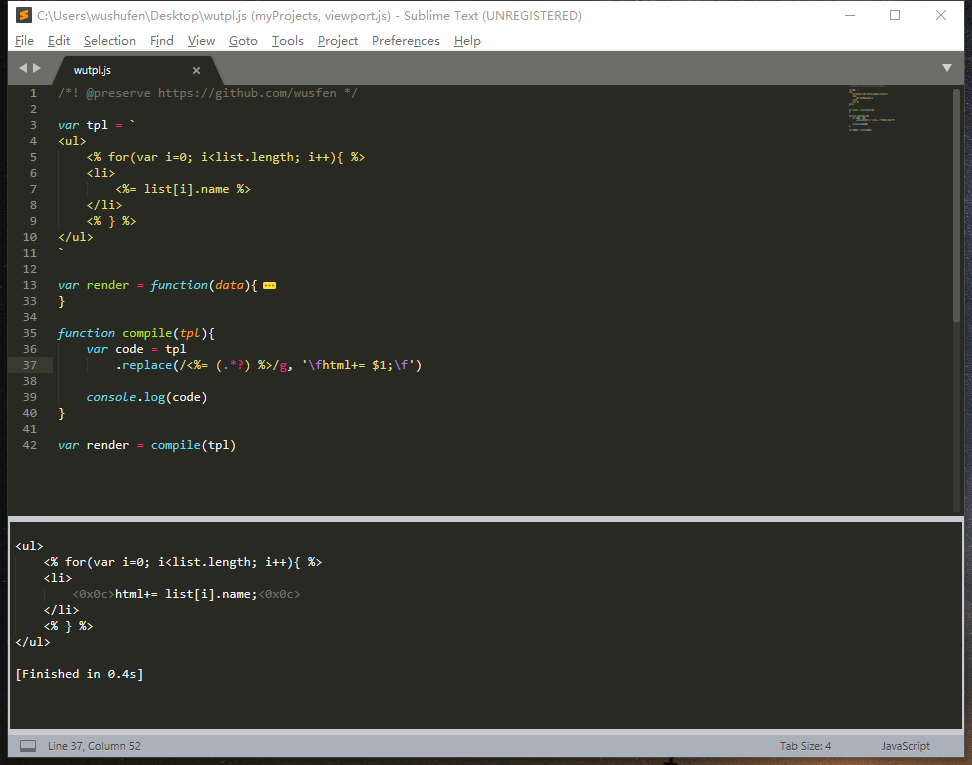 C:\Users\wushufen\Desktop\wutpl.js (myProjects, viewport.js) - Sublime Text (UNREGISTERED)
File Edit Selection Find View Goto Tools Project Preferences Help
wutpl.js
1 /*! @preserve https://github.com/wusfen */
2
3 var tpl = `
4 <ul>
5     <% for(var i=0; i<list.length; i++){ %>
6     <li>
7         <%= list[i].name %>
8     </li>
9     <% } %>
10 </ul>
11 `
12
13 var render = function(data){
33 }
34
35 function compile(tpl){
36     var code = tpl
37         .replace(/<%= (.*?) %>/g, '\fhtml+= $1;\f')
38
39     console.log(code)
40 }
41
42 var render = compile(tpl)
<ul>
    <% for(var i=0; i<list.length; i++){ %>
    <li>
        <0x0c>html+= list[i].name;<0x0c>
    </li>
    <% } %>
</ul>
[Finished in 0.4s]
Line 37, Column 52 Tab Size: 4 JavaScript